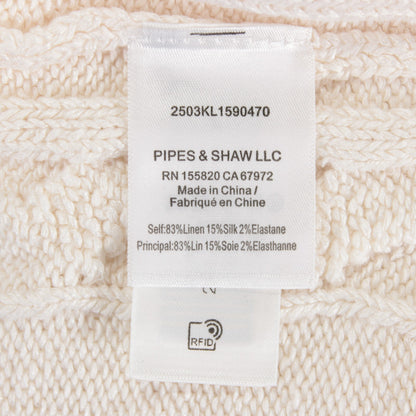 2503KL1590470
PIPES & SHAW LLC
RN 155820 CA 67972
Made in China /
Fabriqué en Chine
Self:83%Linen 15%Silk 2%Elastane
Principal:83%Lin 15%Soie 2%Elasthanne
RFID